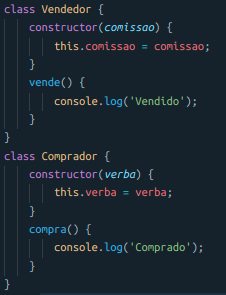 class Vendedor {
    constructor(comissao) {
        this.comissao = comissao;
    }
    vende() {
        console.log('Vendido');
    }
}
class Comprador {
    constructor(verba) {
        this.verba = verba;
    }
    compra() {
        console.log('Comprado');
    }
}